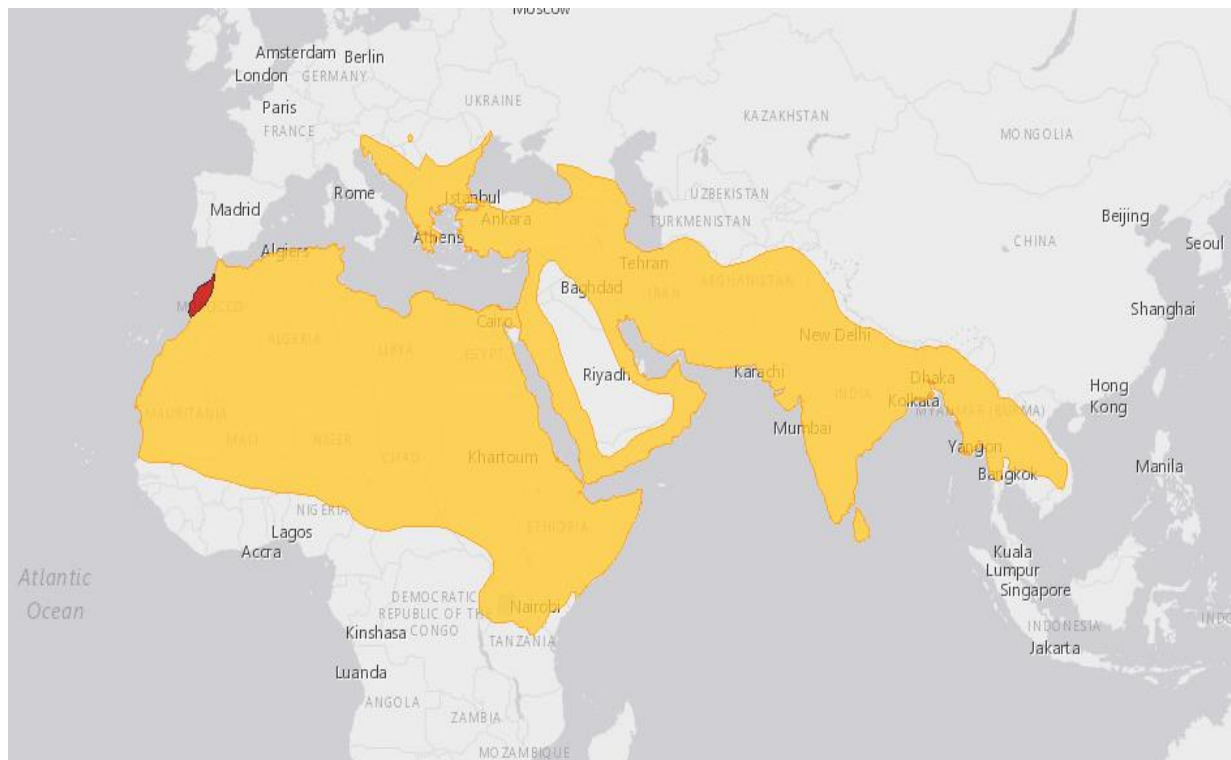 Moscow
Amsterdam
Berlin
London
GERMANY
Paris
FRANCE
UKRAINE
KAZAKHSTAN
MONGOLIA
Rome
Madrid
Istanbul
Ankara
UZBEKISTAN
TURKMENISTAN
Beijing
Algiers
Athens
CHINA
Seoul
Tehran
AFGHANISTAN
Baghdad
IRAN
MOROCCO
Shanghai
Cairo
ALGERIA
LIBYA
EGYPT
New Delhi
Riyadh
Karachi
Dhaka
INDIA
Kolkata
MYANMAR (BURMA)
Hong
Kong
MAURITANIA
Mumbai
MALI
NIGER
CHAD
Khartoum
Yangon
Bangkok
Manila
NIGERIA
ETHIOPIA
Lagos
Accra
Kuala
Lumpur
Singapore
Atlantic
Ocean
DEMOCRATIC
REPUBLIC OF THE
CONGO
Nairobi
Kinshasa
TANZANIA
INDONESIA
Jakarta
Luanda
ANGOLA
ZAMBIA
MOZAMBIQUE